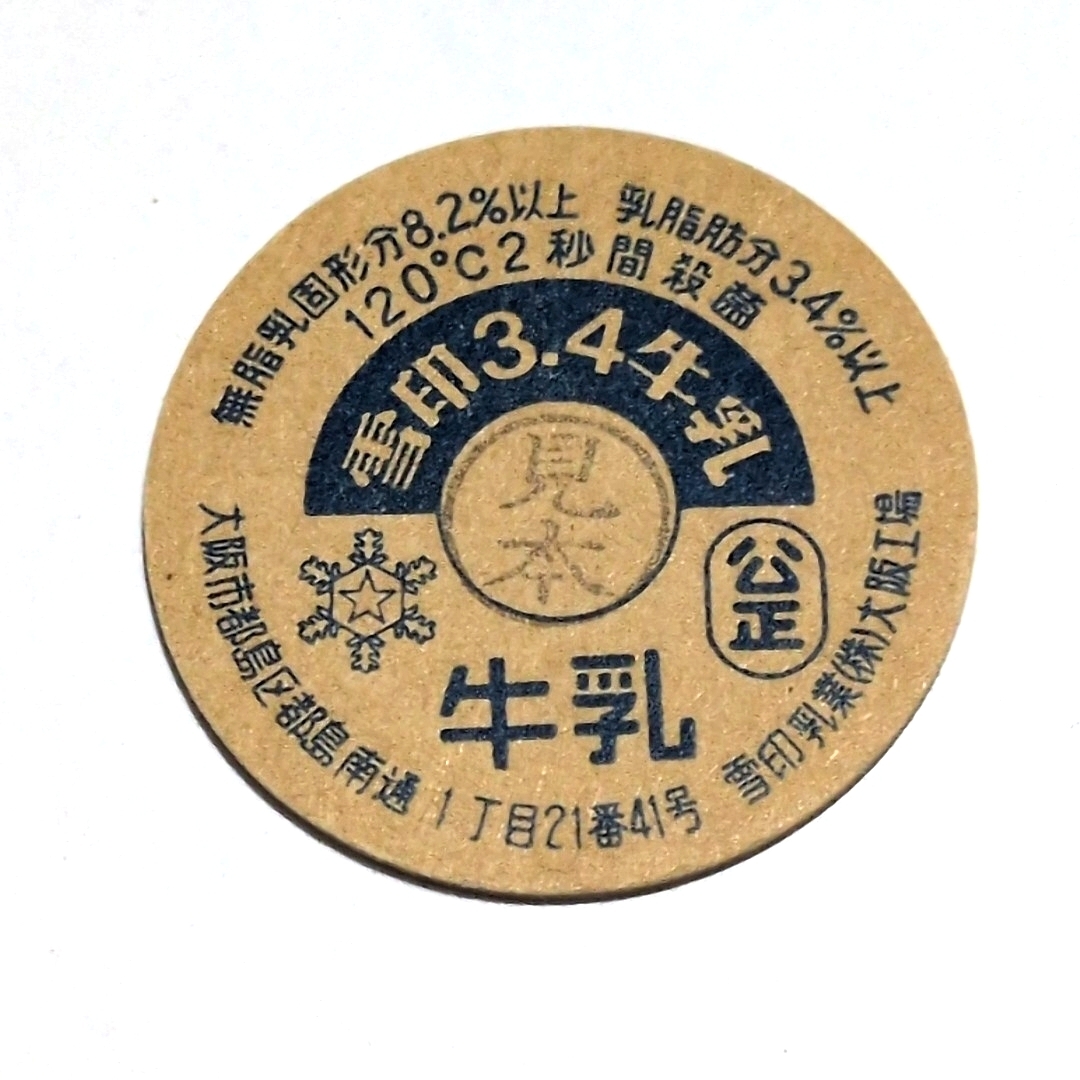 無脂乳固形分8.2%以上 乳脂肪分3.4%以上
120℃2秒間殺菌
雪印3.4牛乳
見本
公正
牛乳
大阪市都島区都島南通1丁目21番41号 雪印乳業(株)大阪工場